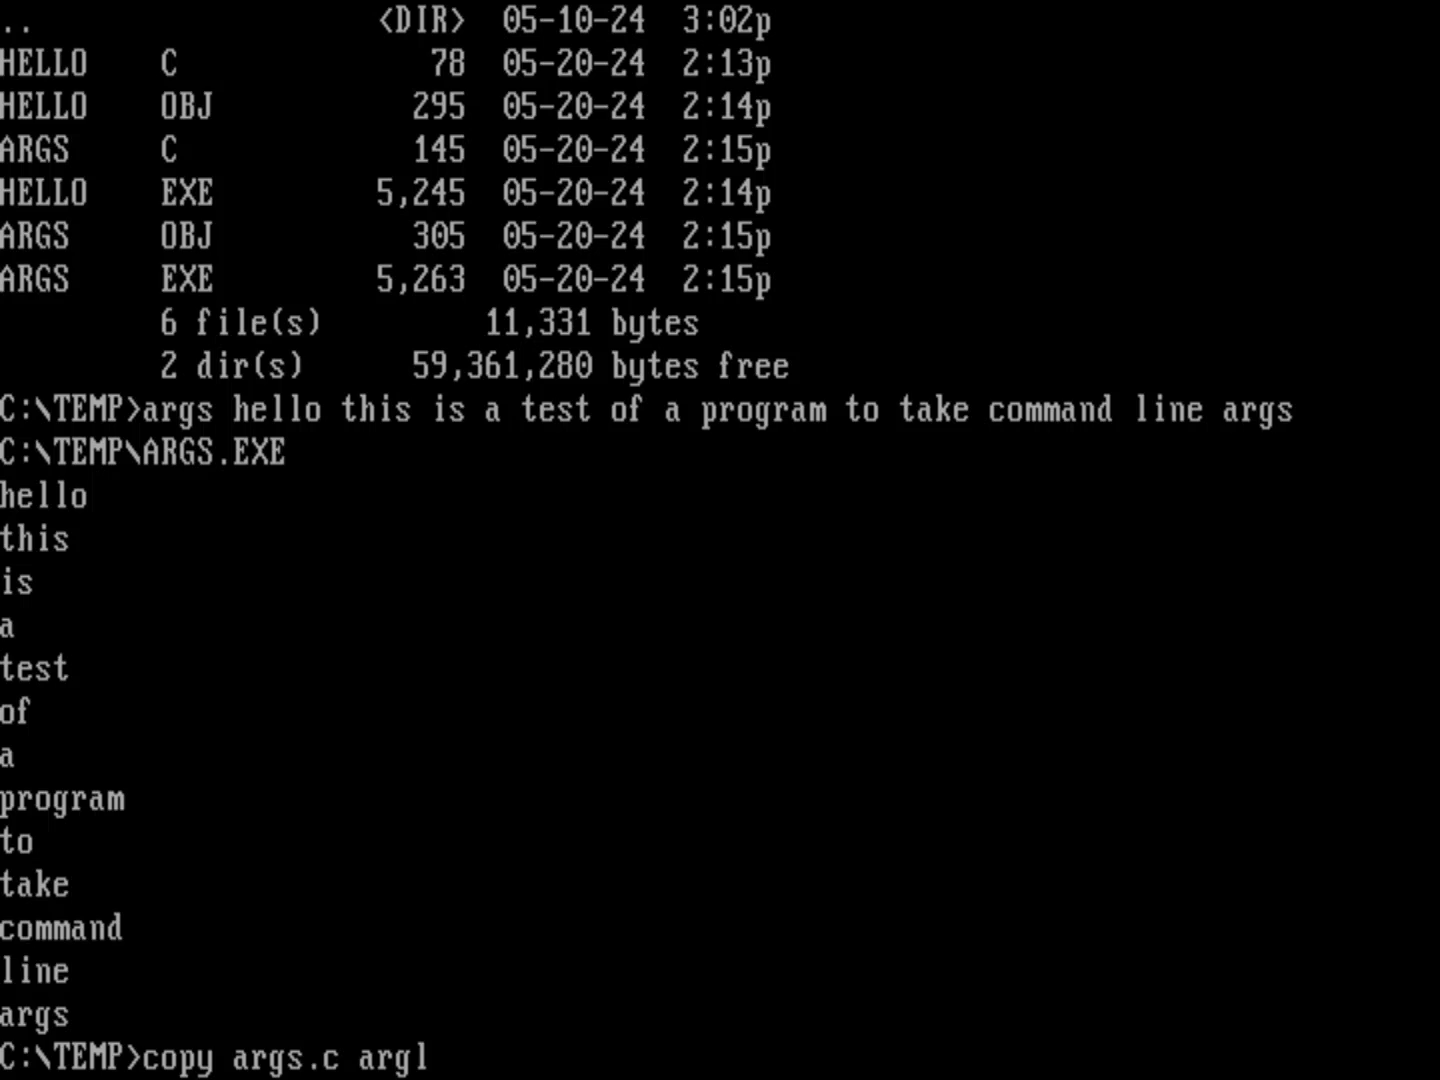 ..                   <DIR>  05-10-24  3:02p
HELLO    C              78  05-20-24  2:13p
HELLO    OBJ           295  05-20-24  2:14p
ARGS     C             145  05-20-24  2:15p
HELLO    EXE         5,245  05-20-24  2:14p
ARGS     OBJ           305  05-20-24  2:15p
ARGS     EXE         5,263  05-20-24  2:15p
         6 file(s)         11,331 bytes
         2 dir(s)      59,361,280 bytes free
C:\TEMP>args hello this is a test of a program to take command line args
C:\TEMP\ARGS.EXE
hello
this
is
a
test
of
a
program
to
take
command
line
args
C:\TEMP>copy args.c argl